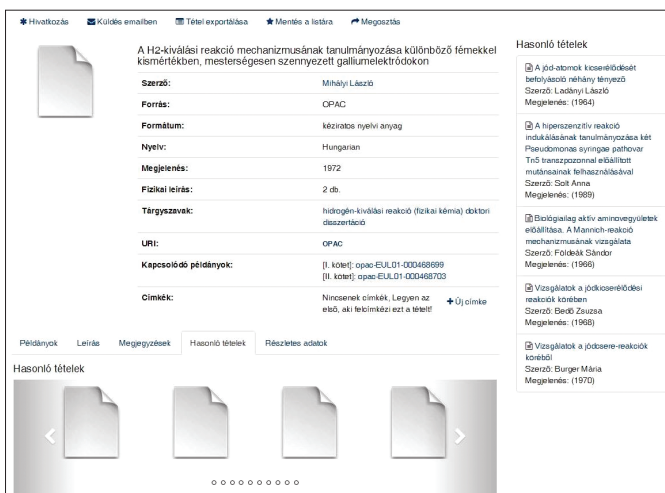 Hivatkozás Küldés emailben Tétel exportálása Mentés a listára Megosztás
A H2-kiválási reakció mechanizmusának tanulmányozása különböző fémekkel
kismértékben, mesterségesen szennyezett galliumelektródokon
Szerző: Mihályi László
Forrás: OPAC
Formátum: kéziratos nyelvi anyag
Nyelv: Hungarian
Megjelenés: 1972
Fizikai leírás: 2 db.
Tárgyszavak: hidrogén-kiválási reakció (fizikai kémia) doktori
disszertáció
URI: OPAC
Kapcsolódó példányok: [I. kötet]: opac-EUL01-000468699
[II. kötet]: opac-EUL01-000468703
Címkék: Nincsenek címkék, Legyen az
első, aki felcímkézi ezt a tételt!
Új címke
Példányok Leírás Megjegyzések Hasonló tételek Részletes adatok
Hasonló tételek
Hasonló tételek
A jód-atomok kicserélődését
befolyásoló néhány tényező
Szerző: Ladányi László
Megjelenés: (1964)
A hiperszenzitív reakció
indukálásának tanulmányozása két
Pseudomonas syringae pathovar
Tn5 transzpozonnal előállított
mutánsainak felhasználásával
Szerző: Solt Anna
Megjelenés: (1989)
Biológiailag aktív aminovegyületek
előállítása. A Mannich-reakció
mechanizmusának vizsgálata
Szerző: Földeák Sándor
Megjelenés: (1966)
Vizsgálatok a jódkicserélődési
reakciók körében
Szerző: Bedő Zsuzsa
Megjelenés: (1968)
Vizsgálatok a jódcsere-reakciók
köréből
Szerző: Burger Mária
Megjelenés: (1970)